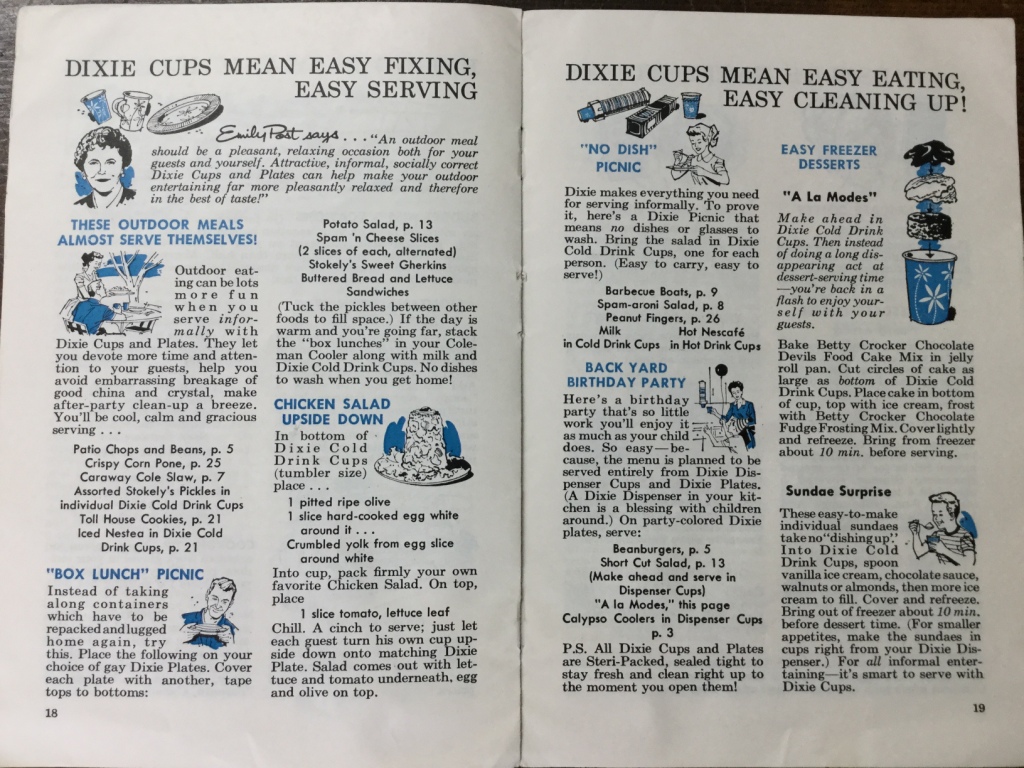 DIXIE CUPS MEAN EASY FIXING,
EASY SERVING
Emily Post says . . . "An outdoor meal
should be a pleasant, relaxing occasion both for your
guests and yourself. Attractive, informal, socially correct
Dixie Cups and Plates can help make your outdoor
entertaining far more pleasantly relaxed and therefore
in the best of taste!"
THESE OUTDOOR MEALS
ALMOST SERVE THEMSELVES!
Outdoor eat-
ing can be lots
more fun
when you
serve infor-
mally with
Dixie Cups and Plates. They let
you devote more time and atten-
tion to your guests, help you
avoid embarrassing breakage of
good china and crystal, make
after-party clean-up a breeze.
You'll be cool, calm and gracious
serving . . .
Patio Chops and Beans, p. 5
Crispy Corn Pone, p. 25
Caraway Cole Slaw, p. 7
Assorted Stokely's Pickles in
individual Dixie Cold Drink Cups
Toll House Cookies, p. 21
Iced Nestea in Dixie Cold
Drink Cups, p. 21
"BOX LUNCH" PICNIC
Instead of taking
along containers
which have to be
repacked and lugged
home again, try
this. Place the following on your
choice of gay Dixie Plates. Cover
each plate with another, tape
tops to bottoms:
18
Potato Salad, p. 13
Spam 'n Cheese Slices
(2 slices of each, alternated)
Stokely's Sweet Gherkins
Buttered Bread and Lettuce
Sandwiches
(Tuck the pickles between other
foods to fill space.) If the day is
warm and you're going far, stack
the "box lunches" in your Cole-
man Cooler along with milk and
Dixie Cold Drink Cups. No dishes
to wash when you get home!
CHICKEN SALAD
UPSIDE DOWN
In bottom of
Dixie Cold
Drink Cups
(tumbler size)
place . . .
1 pitted ripe olive
1 slice hard-cooked egg white
around it . . .
Crumbled yolk from egg slice
around white
Into cup, pack firmly your own
favorite Chicken Salad. On top,
place
1 slice tomato, lettuce leaf
Chill. A cinch to serve; just let
each guest turn his own cup up-
side down onto matching Dixie
Plate. Salad comes out with let-
tuce and tomato underneath, egg
and olive on top.
DIXIE CUPS MEAN EASY EATING,
EASY CLEANING UP!
"NO DISH"
PICNIC
Dixie makes everything you need
for serving informally. To prove
it, here's a Dixie Picnic that
means no dishes or glasses to
wash. Bring the salad in Dixie
Cold Drink Cups, one for each
person. (Easy to carry, easy to
serve!)
Barbecue Boats, p. 9
Spam-aroni Salad, p. 8
Peanut Fingers, p. 26
Milk Hot Nescafé
in Cold Drink Cups in Hot Drink Cups
BACK YARD
BIRTHDAY PARTY
Here's a birthday
party that's so little
work you'll enjoy it
as much as your child
does. So easy—be-
cause, the menu is planned to be
served entirely from Dixie Dis-
penser Cups and Dixie Plates.
(A Dixie Dispenser in your kit-
chen is a blessing with children
around.) On party-colored Dixie
plates, serve:
Beanburgers, p. 5
Short Cut Salad, p. 13
(Make ahead and serve in
Dispenser Cups)
"A la Modes," this page
Calypso Coolers in Dispenser Cups
p. 3
P.S. All Dixie Cups and Plates
are Steri-Packed, sealed tight to
stay fresh and clean right up to
the moment you open them!
EASY FREEZER
DESSERTS
"A La Modes"
Make ahead in
Dixie Cold Drink
Cups. Then instead
of doing a long dis-
appearing act at
dessert-serving time
—you're back in a
flash to enjoy your-
self with your
guests.
Bake Betty Crocker Chocolate
Devils Food Cake Mix in jelly
roll pan. Cut circles of cake as
large as bottom of Dixie Cold
Drink Cups. Place cake in bottom
of cup, top with ice cream, frost
with Betty Crocker Chocolate
Fudge Frosting Mix. Cover lightly
and refreeze. Bring from freezer
about 10 min. before serving.
Sundae Surprise
These easy-to-make
individual sundaes
take no "dishing up".
Into Dixie Cold
Drink Cups, spoon
vanilla ice cream, chocolate sauce,
walnuts or almonds, then more ice
cream to fill. Cover and refreeze.
Bring out of freezer about 10 min.
before dessert time. (For smaller
appetites, make the sundaes in
cups right from your Dixie Dis-
penser.) For all informal enter-
taining—it's smart to serve with
Dixie Cups.
19